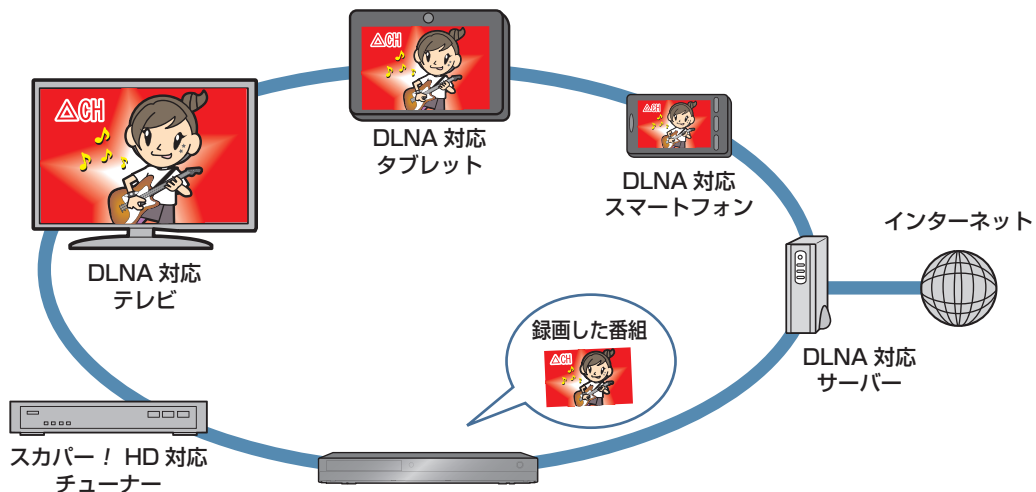 △CH
DLNA 対応
タブレット
△CH
DLNA 対応
テレビ
△CH
DLNA 対応
スマートフォン
インターネット
DLNA 対応
サーバー
録画した番組
△CH
スカパー！ HD 対応
チューナー